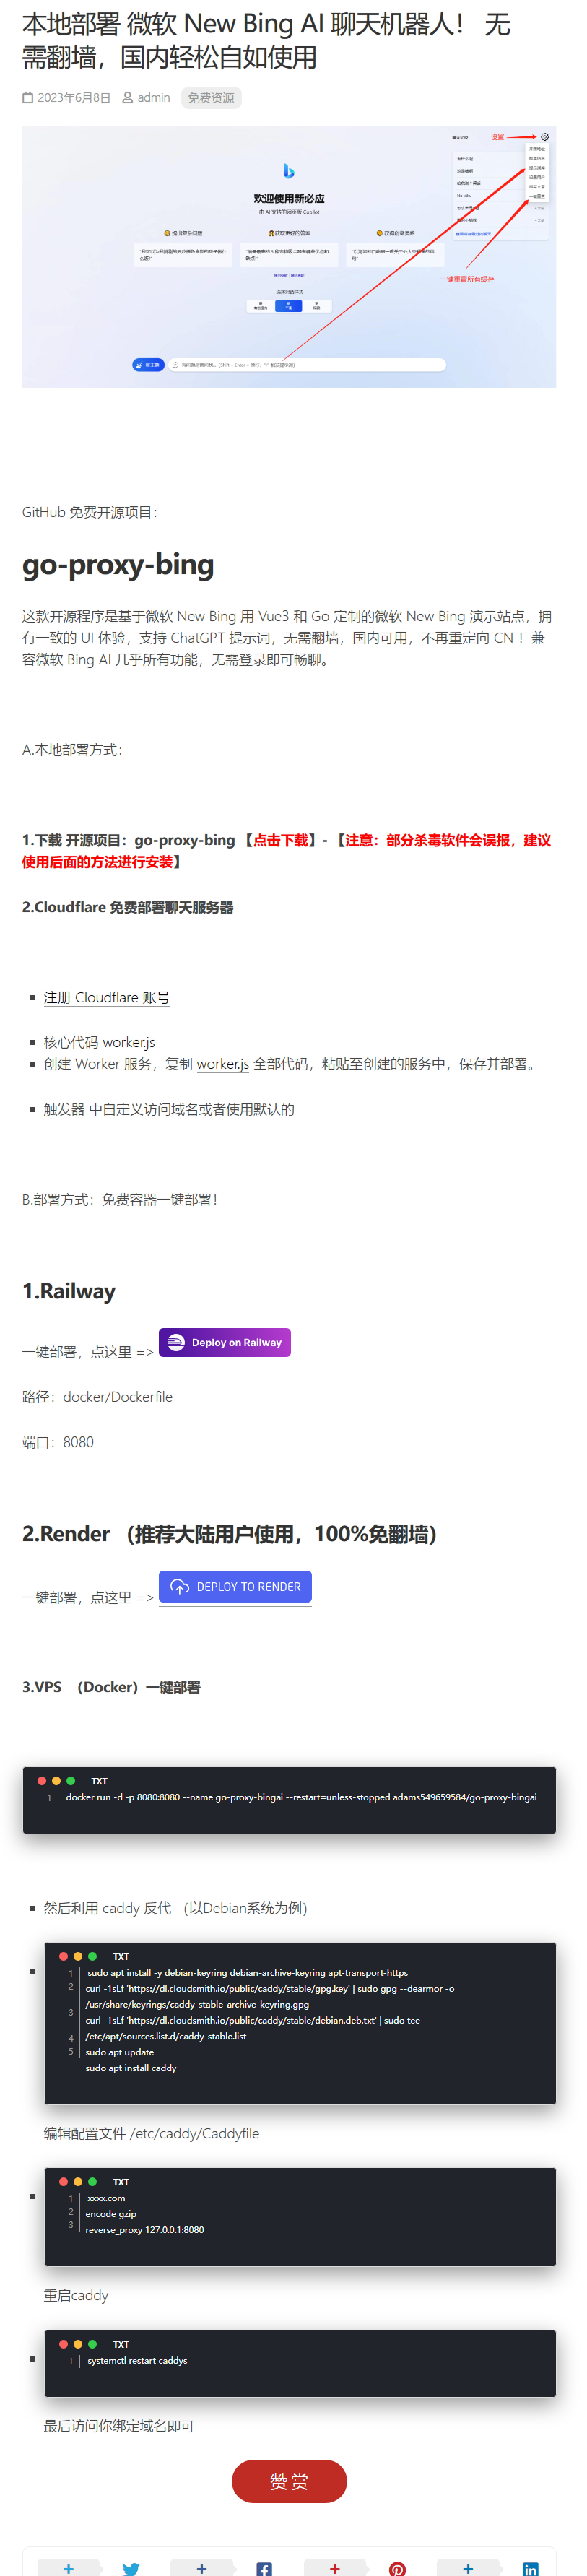 本地部署 微软 New Bing AI 聊天机器人！ 无
需翻墙，国内轻松自如使用
2023年6月8日 admin 免费资源
聊天记录
设置
欢迎使用新必应
由 AI 支持的网页版 Copilot
一键重置所有缓存
GitHub 免费开源项目：
go-proxy-bing
这款开源程序是基于微软 New Bing 用 Vue3 和 Go 定制的微软 New Bing 演示站点，拥
有一致的 UI 体验，支持 ChatGPT 提示词，无需翻墙，国内可用，不再重定向 CN ！兼
容微软 Bing AI 几乎所有功能，无需登录即可畅聊。
A.本地部署方式：
1.下载 开源项目：go-proxy-bing 【点击下载】-【注意：部分杀毒软件会误报，建议
使用后面的方法进行安装】
2.Cloudflare 免费部署聊天服务器
注册 Cloudflare 账号
核心代码 worker.js
创建 Worker 服务，复制 worker.js 全部代码，粘贴至创建的服务中，保存并部署。
触发器 中自定义访问域名或者使用默认的
B.部署方式：免费容器一键部署！
1.Railway
一键部署，点这里 => Deploy on Railway
路径：docker/Dockerfile
端口：8080
2.Render （推荐大陆用户使用，100%免翻墙）
一键部署，点这里 => DEPLOY TO RENDER
3.VPS （Docker）一键部署
TXT
1 docker run -d -p 8080:8080 --name go-proxy-bingai --restart=unless-stopped adams549659584/go-proxy-bingai
然后利用 caddy 反代 （以Debian系统为例）
TXT
1 sudo apt install -y debian-keyring debian-archive-keyring apt-transport-https
2 curl -1sLf 'https://dl.cloudsmith.io/public/caddy/stable/gpg.key' | sudo gpg --dearmor -o
/usr/share/keyrings/caddy-stable-archive-keyring.gpg
3 curl -1sLf 'https://dl.cloudsmith.io/public/caddy/stable/debian.deb.txt' | sudo tee
4 /etc/apt/sources.list.d/caddy-stable.list
5 sudo apt update
sudo apt install caddy
编辑配置文件 /etc/caddy/Caddyfile
TXT
1 xxxx.com
2 encode gzip
3 reverse_proxy 127.0.0.1:8080
重启caddy
TXT
1 systemctl restart caddys
最后访问你绑定域名即可
赞赏